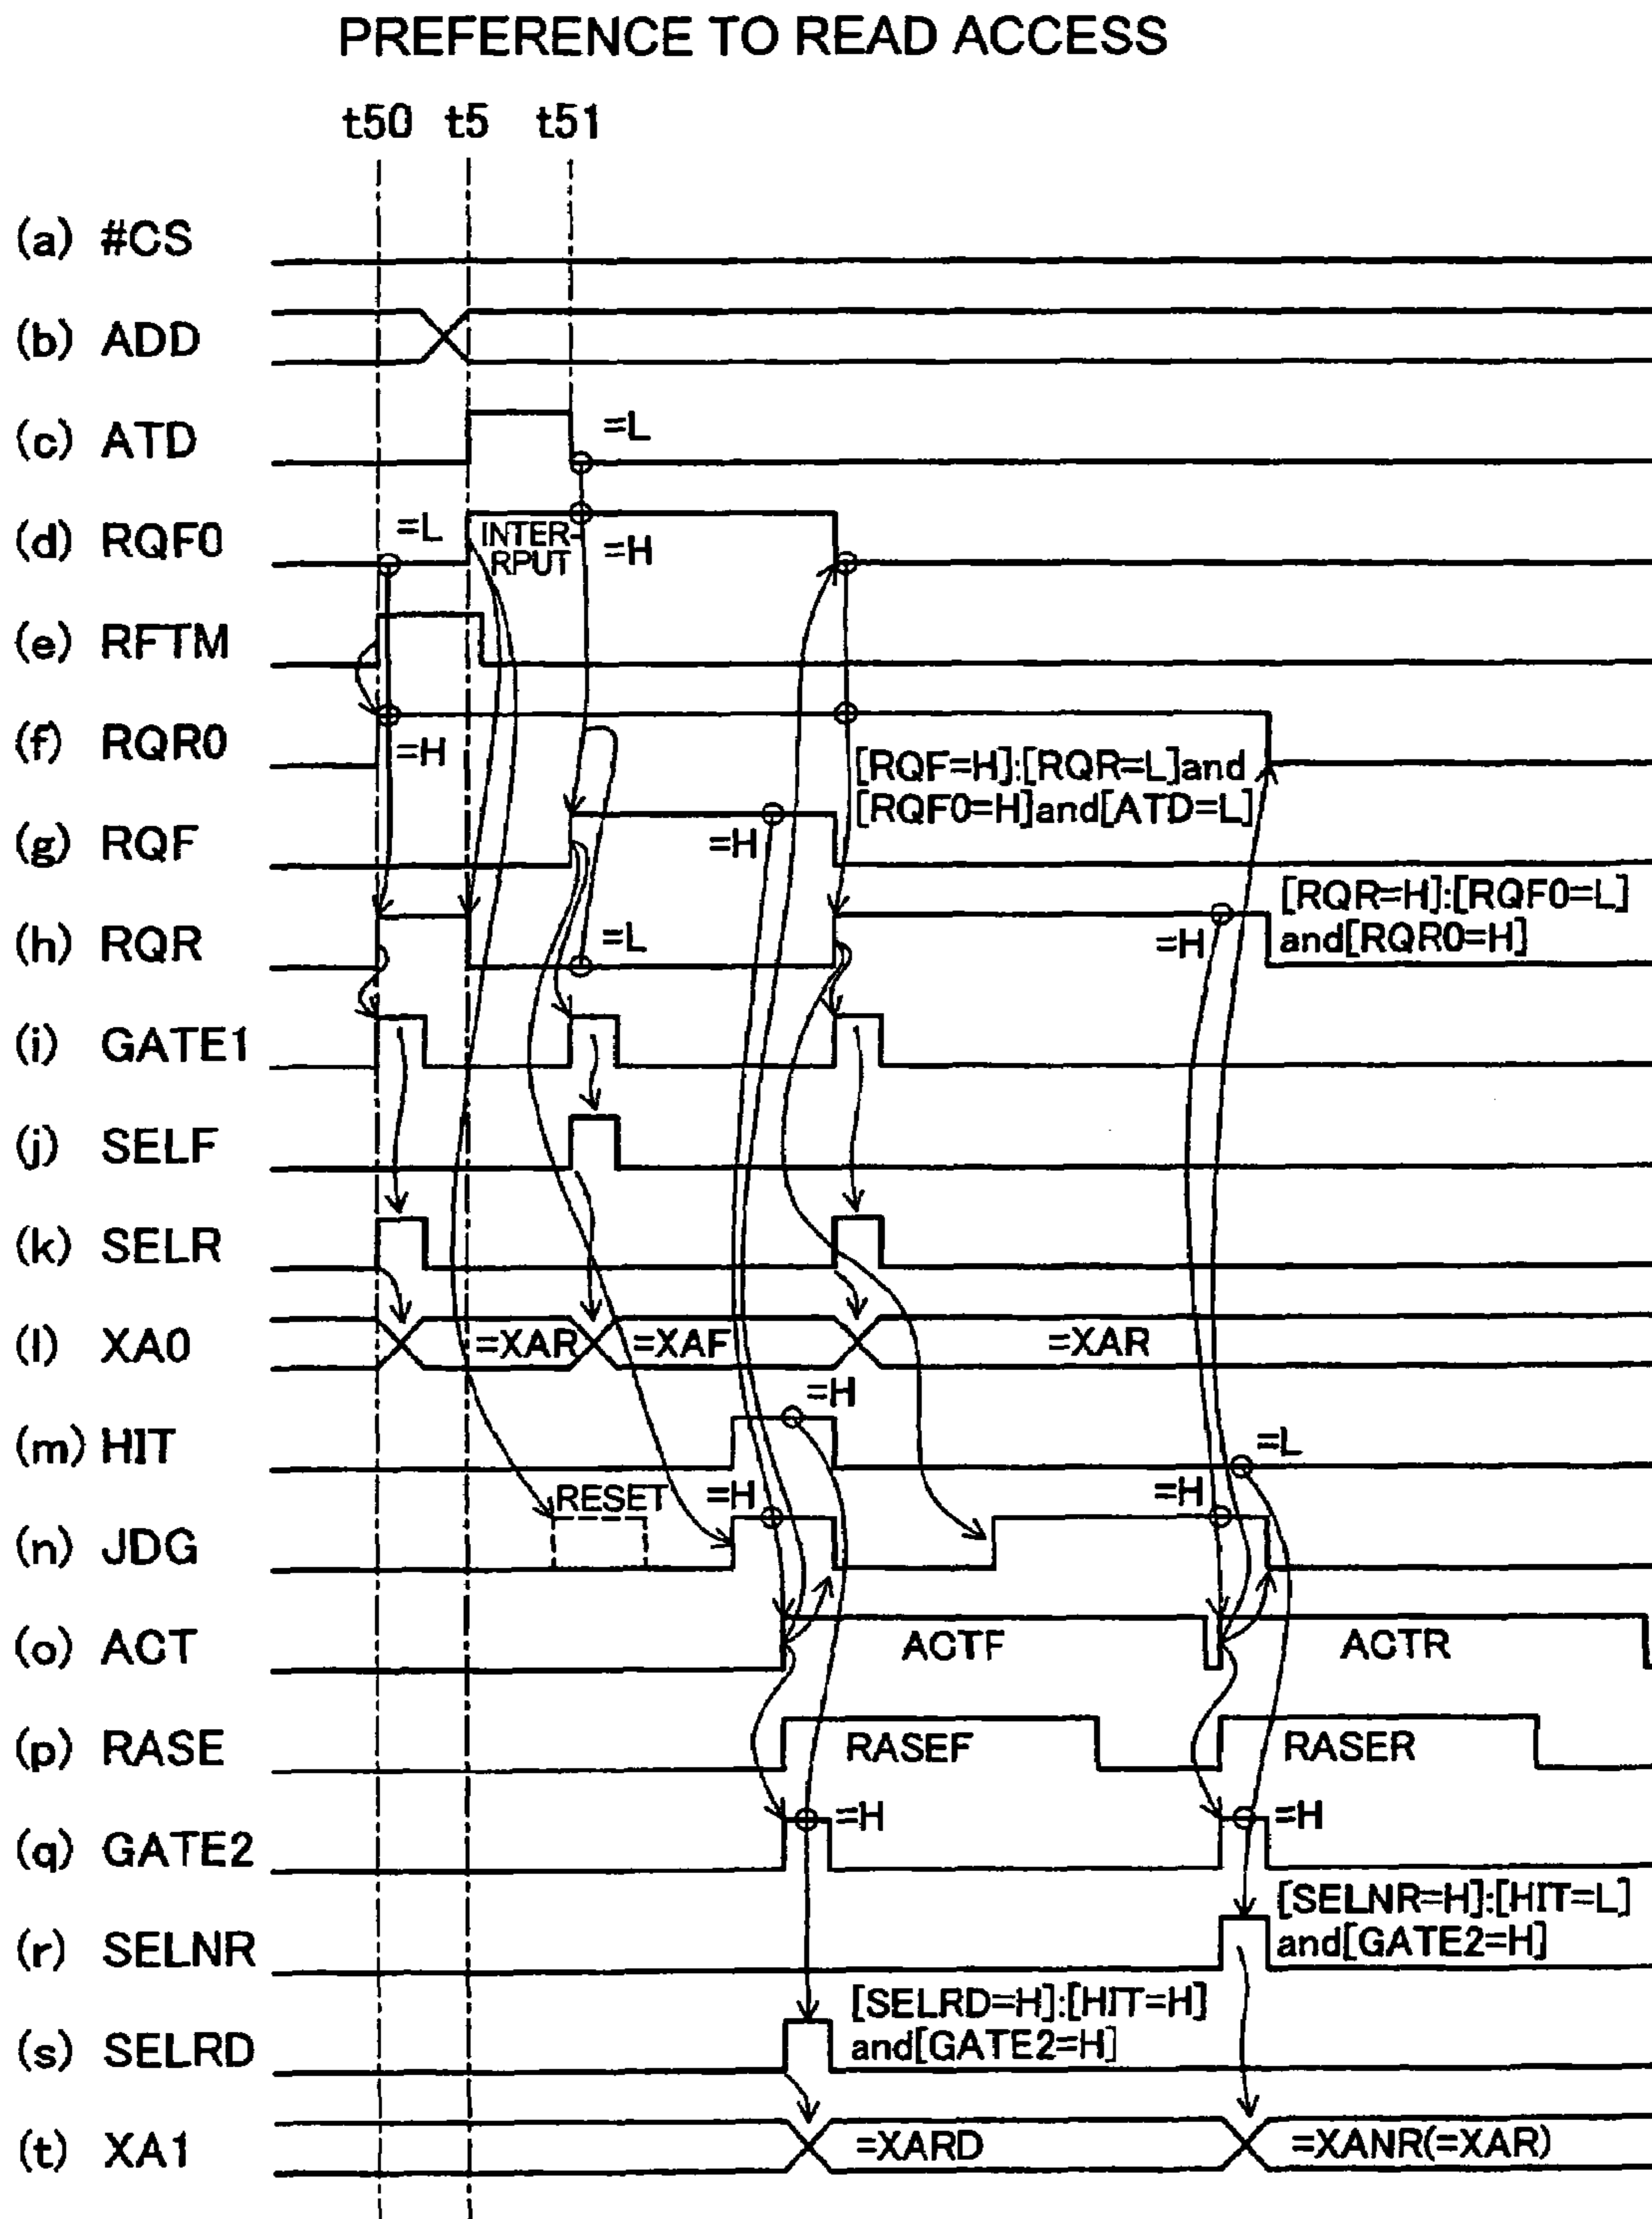 PREFERENCE TO READ ACCESS
t50 t5 t51
(a) #CS
(b) ADD
(c) ATD =L
(d) RQF0 =L INTER-
RPUT =H
(e) RFTM
(f) RQR0 =H
[RQF=H]:[RQR=L]and
[RQF0=H]and[ATD=L]
(g) RQF =H
[RQR=H]:[RQF0=L]
and[RQR0=H]
(h) RQR =L =H
(i) GATE1
(j) SELF
(k) SELR
(l) XA0 =XAR =XAF =XAR
(m) HIT =H =L
(n) JDG RESET =H =H
(o) ACT ACTF ACTR
(p) RASE RASEF RASER
(q) GATE2 =H =H
[SELNR=H]:[HIT=L]
and[GATE2=H]
(r) SELNR
[SELRD=H]:[HIT=H]
and[GATE2=H]
(s) SELRD
(t) XA1 =XARD =XANR(=XAR)